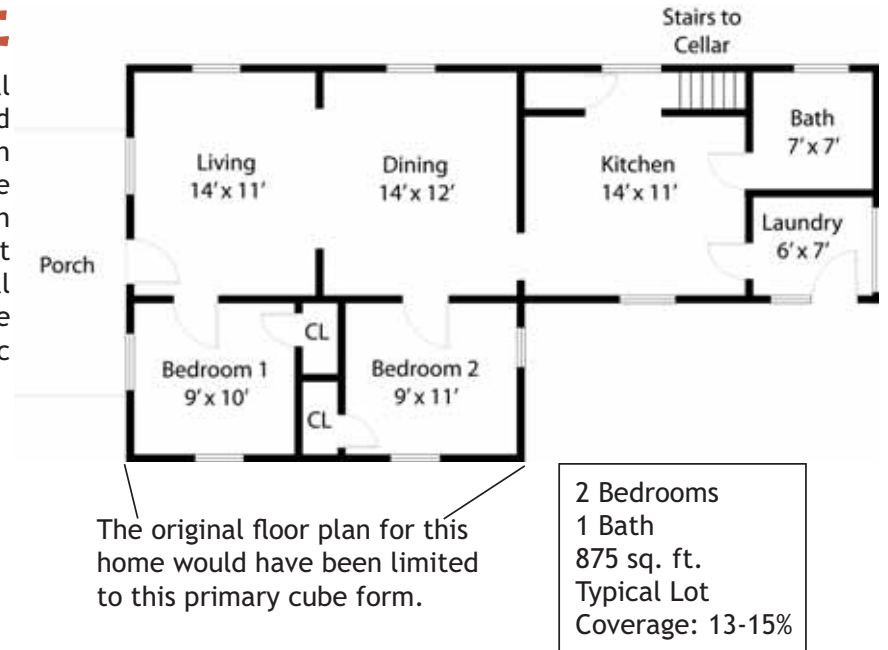 Stairs to
Cellar
Living
14' x 11'
Dining
14' x 12'
Kitchen
14' x 11'
Bath
7' x 7'
Laundry
6' x 7'
Porch
Bedroom 1
9' x 10'
CL
CL
Bedroom 2
9' x 11'
The original floor plan for this
home would have been limited
to this primary cube form.
2 Bedrooms
1 Bath
875 sq. ft.
Typical Lot
Coverage: 13-15%